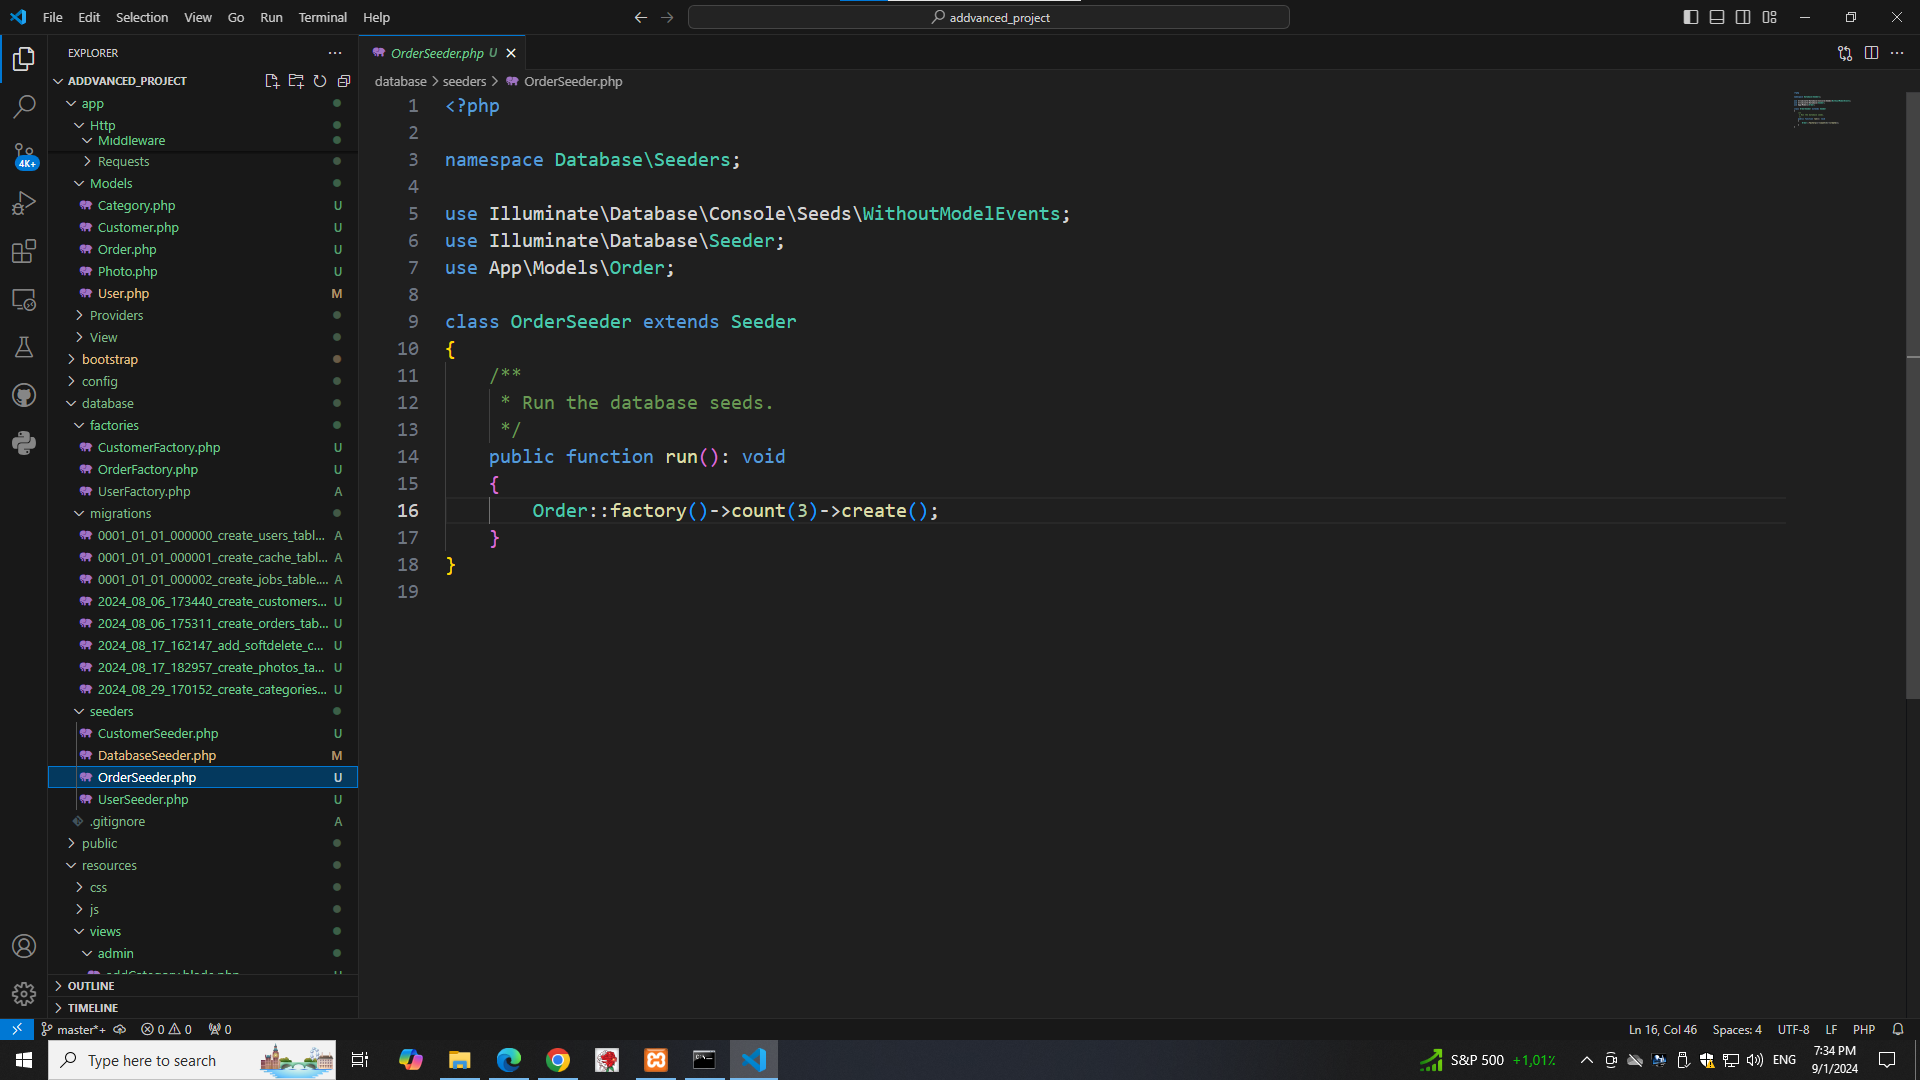 File Edit Selection View Go Run Terminal Help
addvanced_project
EXPLORER
ADDVANCED_PROJECT
app
Http
Middleware
Requests
Models
Category.php U
Customer.php U
Order.php U
Photo.php U
User.php M
Providers
View
bootstrap
config
database
factories
CustomerFactory.php U
OrderFactory.php U
UserFactory.php A
migrations
0001_01_01_000000_create_users_tabl... A
0001_01_01_000001_create_cache_tabl... A
0001_01_01_000002_create_jobs_table.... A
2024_08_06_173440_create_customers... U
2024_08_06_175311_create_orders_tab... U
2024_08_17_162147_add_softdelete_c... U
2024_08_17_182957_create_photos_ta... U
2024_08_29_170152_create_categories... U
seeders
CustomerSeeder.php U
DatabaseSeeder.php M
OrderSeeder.php U
UserSeeder.php U
.gitignore A
public
resources
css
js
views
admin
OUTLINE
TIMELINE
4K+
OrderSeeder.php U
database > seeders > OrderSeeder.php
1 <?php
2
3 namespace Database\Seeders;
4
5 use Illuminate\Database\Console\Seeds\WithoutModelEvents;
6 use Illuminate\Database\Seeder;
7 use App\Models\Order;
8
9 class OrderSeeder extends Seeder
10 {
11 /**
12 * Run the database seeds.
13 */
14 public function run(): void
15 {
16 Order::factory()->count(3)->create();
17 }
18 }
19
master*+ 0 0 0
Ln 16, Col 46 Spaces: 4 UTF-8 LF PHP
Type here to search
S&P 500 +1,01%
ENG
7:34 PM
9/1/2024